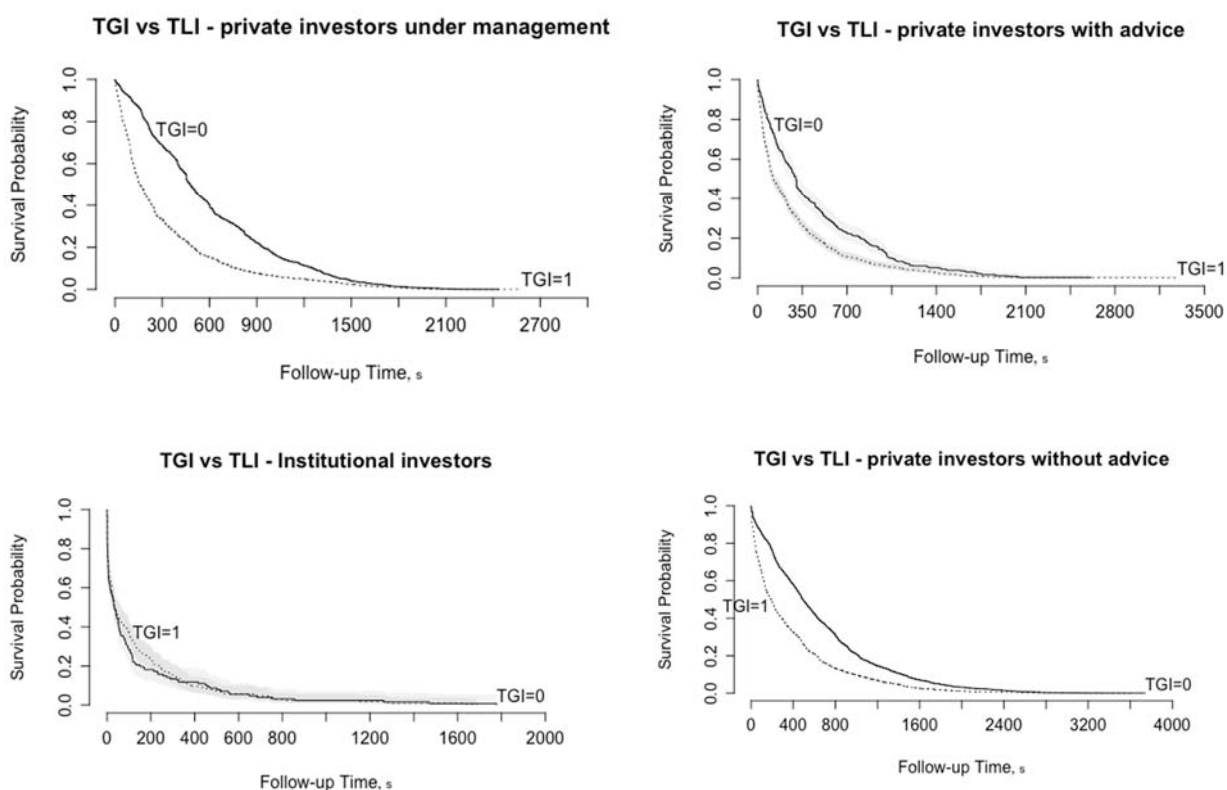 TGI vs TLI - private investors under management
Survival Probability
0.0 0.2 0.4 0.6 0.8 1.0
TGI=0
TGI=1
0 300 600 900 1500 2100 2700
Follow-up Time, s
TGI vs TLI - private investors with advice
Survival Probability
0.0 0.2 0.4 0.6 0.8 1.0
TGI=0
TGI=1
0 350 700 1400 2100 2800 3500
Follow-up Time, s
TGI vs TLI - Institutional investors
Survival Probability
0.0 0.2 0.4 0.6 0.8 1.0
TGI=1
TGI=0
0 200 400 600 800 1200 1600 2000
Follow-up Time, s
TGI vs TLI - private investors without advice
Survival Probability
0.0 0.2 0.4 0.6 0.8 1.0
TGI=1
TGI=0
0 400 800 1600 2400 3200 4000
Follow-up Time, s